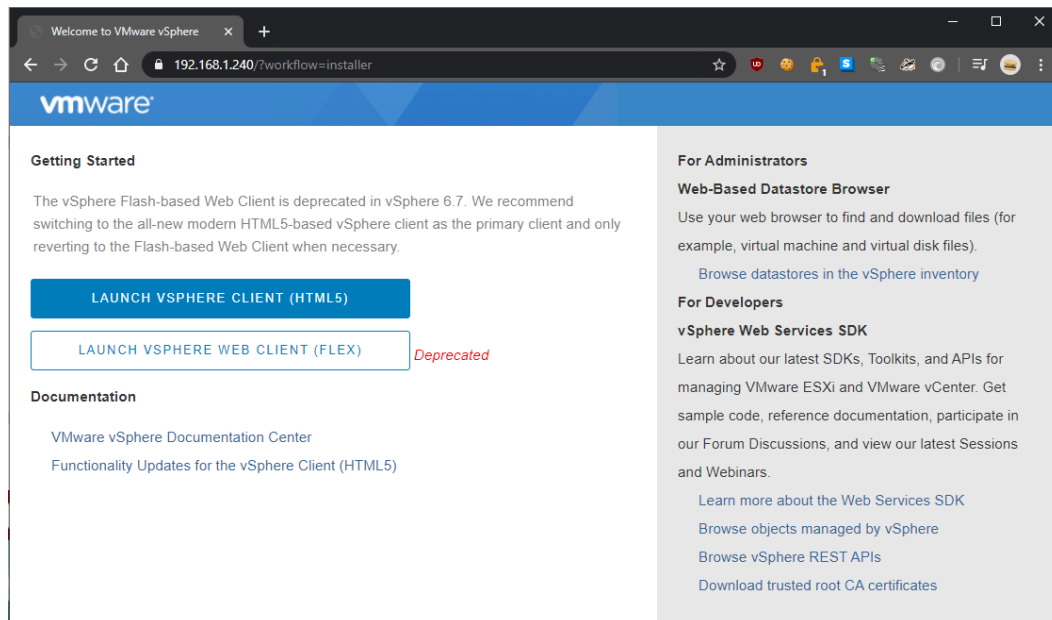 Welcome to VMware vSphere
192.168.1.240/?workflow=installer
1
vmware
Getting Started
The vSphere Flash-based Web Client is deprecated in vSphere 6.7. We recommend
switching to the all-new modern HTML5-based vSphere client as the primary client and only
reverting to the Flash-based Web Client when necessary.
LAUNCH VSPHERE CLIENT (HTML5)
LAUNCH VSPHERE WEB CLIENT (FLEX)
Deprecated
Documentation
VMware vSphere Documentation Center
Functionality Updates for the vSphere Client (HTML5)
For Administrators
Web-Based Datastore Browser
Use your web browser to find and download files (for
example, virtual machine and virtual disk files).
Browse datastores in the vSphere inventory
For Developers
vSphere Web Services SDK
Learn about our latest SDKs, Toolkits, and APIs for
managing VMware ESXi and VMware vCenter. Get
sample code, reference documentation, participate in
our Forum Discussions, and view our latest Sessions
and Webinars.
Learn more about the Web Services SDK
Browse objects managed by vSphere
Browse vSphere REST APIs
Download trusted root CA certificates